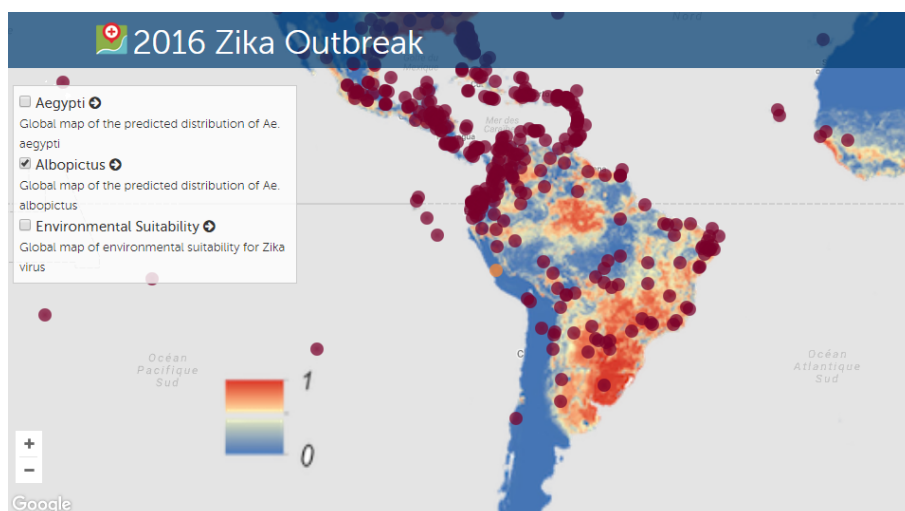 Nord
2016 Zika Outbreak
Aegypti
Global map of the predicted distribution of Ae.
aegypti
Albopictus
Global map of the predicted distribution of Ae.
albopictus
Environmental Suitability
Global map of environmental suitability for Zika
virus
Mer des
Océan
Pacifique
Sud
Océan
Atlantique
Sud
1
0
+
−
Google